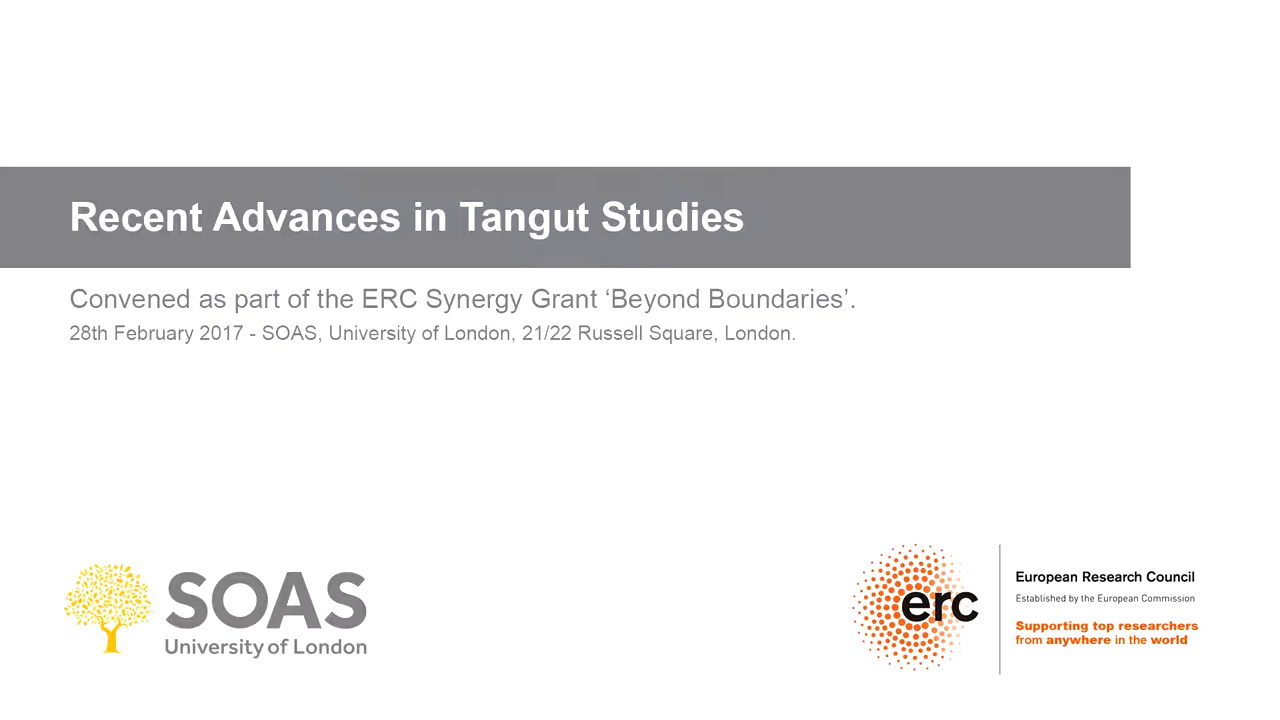 Recent Advances in Tangut Studies
Convened as part of the ERC Synergy Grant ‘Beyond Boundaries’.
28th February 2017 - SOAS, University of London, 21/22 Russell Square, London.
SOAS
University of London
erc
European Research Council
Established by the European Commission
Supporting top researchers
from anywhere in the world